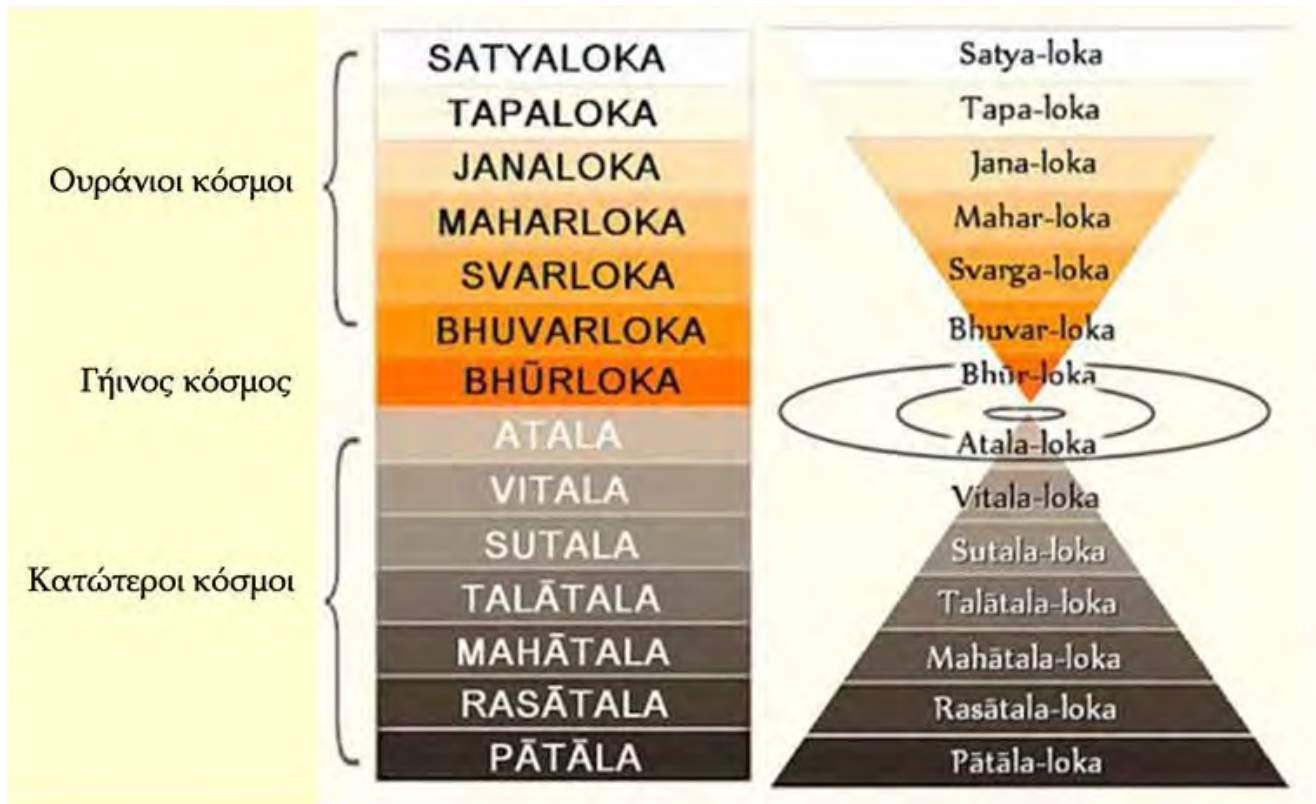 Ουράνιοι κόσμοι
Γήινος κόσμος
Κατώτεροι κόσμοι
SATYALOKA
TAPALOKA
JANALOKA
MAHARLOKA
SVARLOKA
BHUVARLOKA
BHŪRLOKA
ATALA
VITALA
SUTALA
TALĀTALA
MAHĀTALA
RASĀTALA
PĀTĀLA
Satya-loka
Tapa-loka
Jana-loka
Mahar-loka
Svarga-loka
Bhuvar-loka
Bhūr-loka
Atala-loka
Vitala-loka
Sutala-loka
Talātala-loka
Mahātala-loka
Rasātala-loka
Pātāla-loka